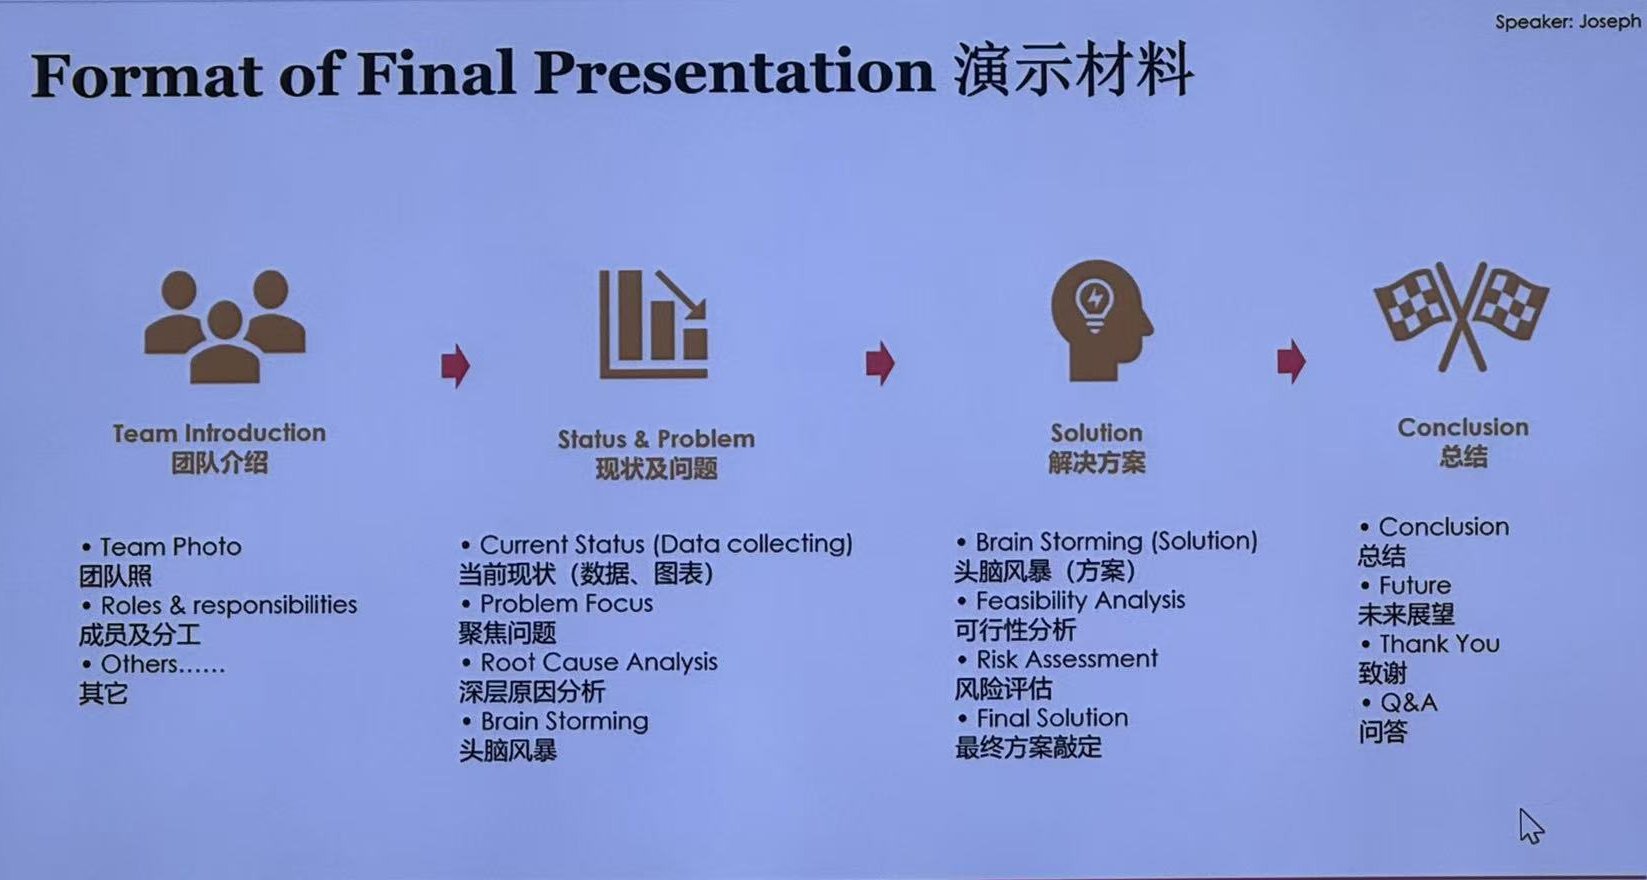 Speaker: Joseph
Format of Final Presentation 演示材料
Team Introduction
团队介绍
• Team Photo
团队照
• Roles & responsibilities
成员及分工
• Others......
其它
Status & Problem
现状及问题
• Current Status (Data collecting)
当前现状（数据、图表）
• Problem Focus
聚焦问题
• Root Cause Analysis
深层原因分析
• Brain Storming
头脑风暴
Solution
解决方案
• Brain Storming (Solution)
头脑风暴（方案）
• Feasibility Analysis
可行性分析
• Risk Assessment
风险评估
• Final Solution
最终方案敲定
Conclusion
总结
• Conclusion
总结
• Future
未来展望
• Thank You
致谢
• Q&A
问答